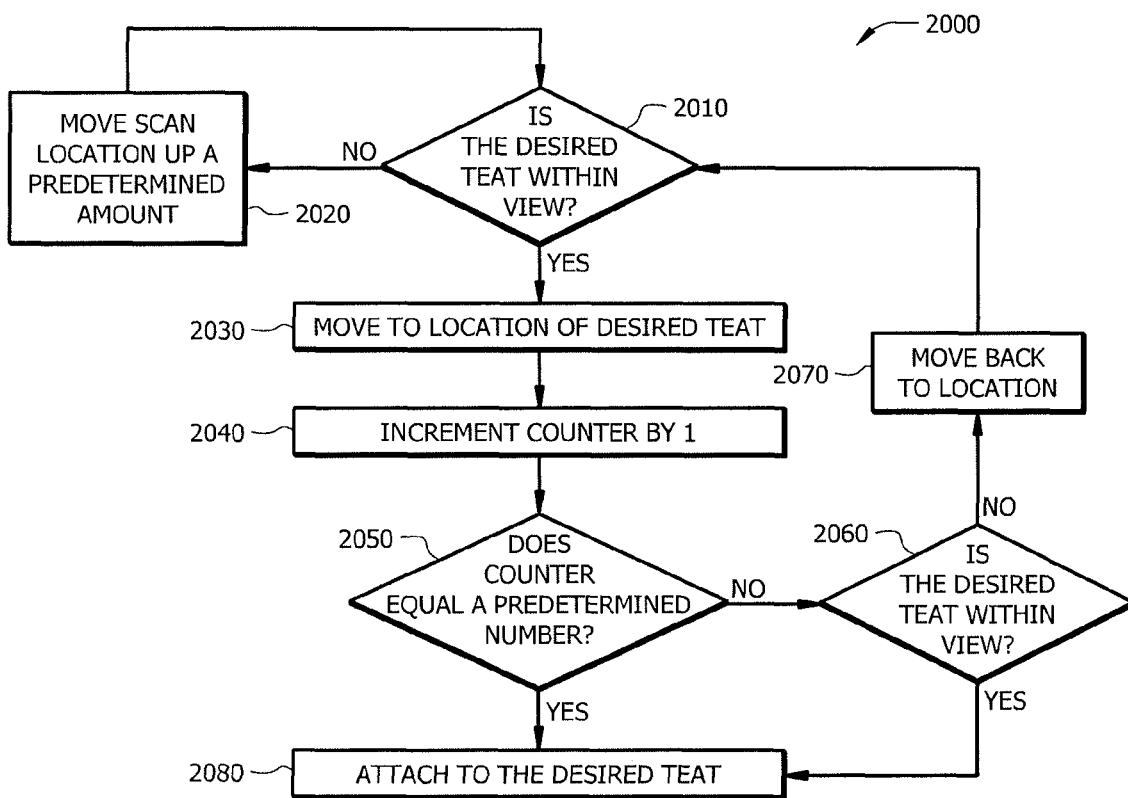 2000
IS
THE DESIRED
TEAT WITHIN
VIEW?
2010
NO
MOVE SCAN
LOCATION UP A
PREDETERMINED
AMOUNT
2020
YES
2030
MOVE TO LOCATION OF DESIRED TEAT
2040
INCREMENT COUNTER BY 1
2050
DOES
COUNTER
EQUAL A PREDETERMINED
NUMBER?
NO
2060
IS
THE DESIRED
TEAT WITHIN
VIEW?
NO
2070
MOVE BACK
TO LOCATION
YES
YES
2080
ATTACH TO THE DESIRED TEAT